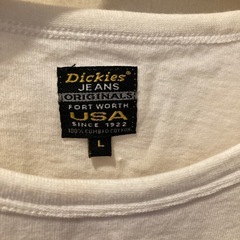 Dickies®
JEANS
ORIGINALS
FORT WORTH
USA
SINCE 1922
100% COMBED COTTON
L